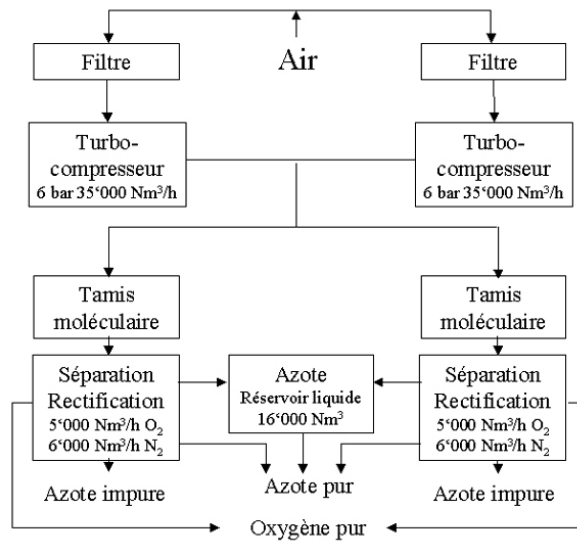 Filtre
Air
Filtre
Turbo-
compresseur
6 bar 35‘000 Nm³/h
Turbo-
compresseur
6 bar 35‘000 Nm³/h
Tamis
moléculaire
Tamis
moléculaire
Séparation
Rectification
5‘000 Nm³/h O₂
6‘000 Nm³/h N₂
Azote
Réservoir liquide
16‘000 Nm³
Séparation
Rectification
5‘000 Nm³/h O₂
6‘000 Nm³/h N₂
Azote impure
Azote pur
Azote impure
Oxygène pur